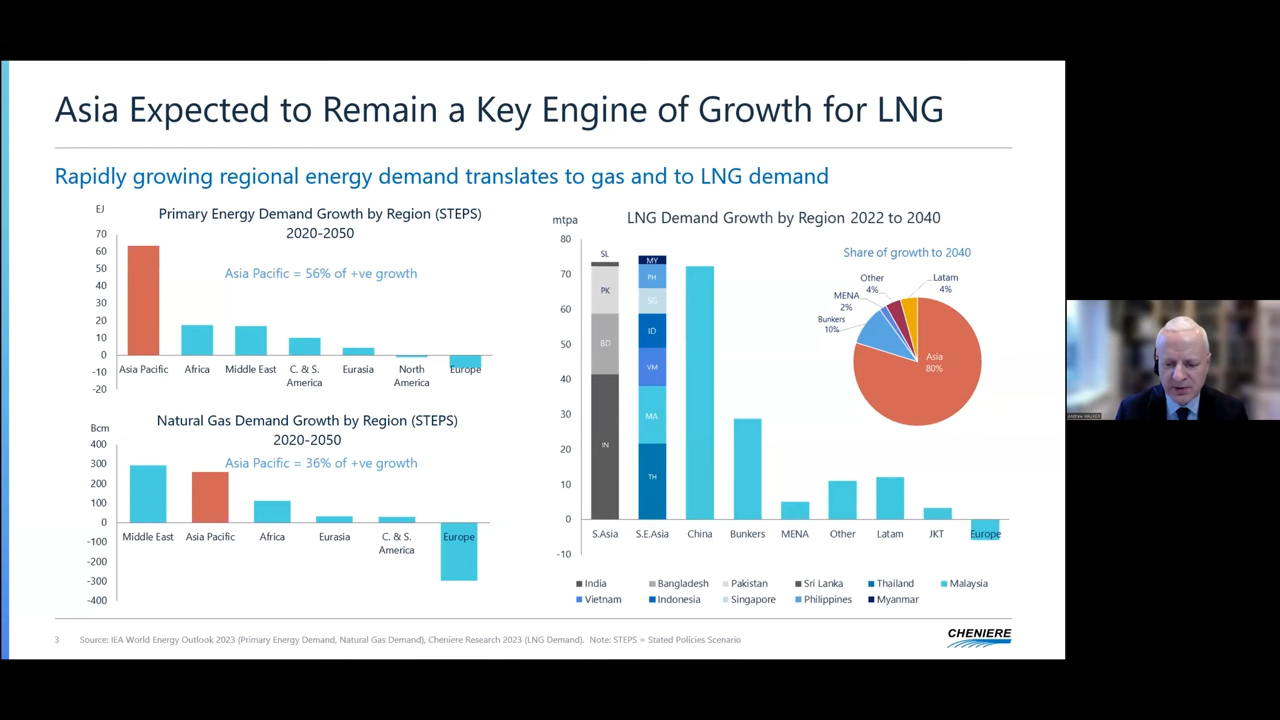 Asia Expected to Remain a Key Engine of Growth for LNG
Rapidly growing regional energy demand translates to gas and to LNG demand
EJ
Primary Energy Demand Growth by Region (STEPS)
2020-2050
Asia Pacific = 56% of +ve growth
70
60
50
40
30
20
10
0
-10
-20
Asia Pacific
Africa
Middle East
C. & S.
America
Eurasia
North
America
Europe
Bcm
Natural Gas Demand Growth by Region (STEPS)
2020-2050
Asia Pacific = 36% of +ve growth
400
300
200
100
0
-100
-200
-300
-400
Middle East
Asia Pacific
Africa
Eurasia
C. & S.
America
Europe
mtpa
LNG Demand Growth by Region 2022 to 2040
80
70
60
50
40
30
20
10
0
-10
SL
PK
BD
IN
MY
PH
SG
ID
VM
MA
TH
S.Asia
S.E.Asia
China
Bunkers
MENA
Other
Latam
JKT
Europe
Share of growth to 2040
Other
4%
Latam
4%
MENA
2%
Bunkers
10%
Asia
80%
India
Bangladesh
Pakistan
Sri Lanka
Thailand
Malaysia
Vietnam
Indonesia
Singapore
Philippines
Myanmar
3
Source: IEA World Energy Outlook 2023 (Primary Energy Demand, Natural Gas Demand), Cheniere Research 2023 (LNG Demand). Note: STEPS = Stated Policies Scenario
CHENIERE
Andrew WALKER